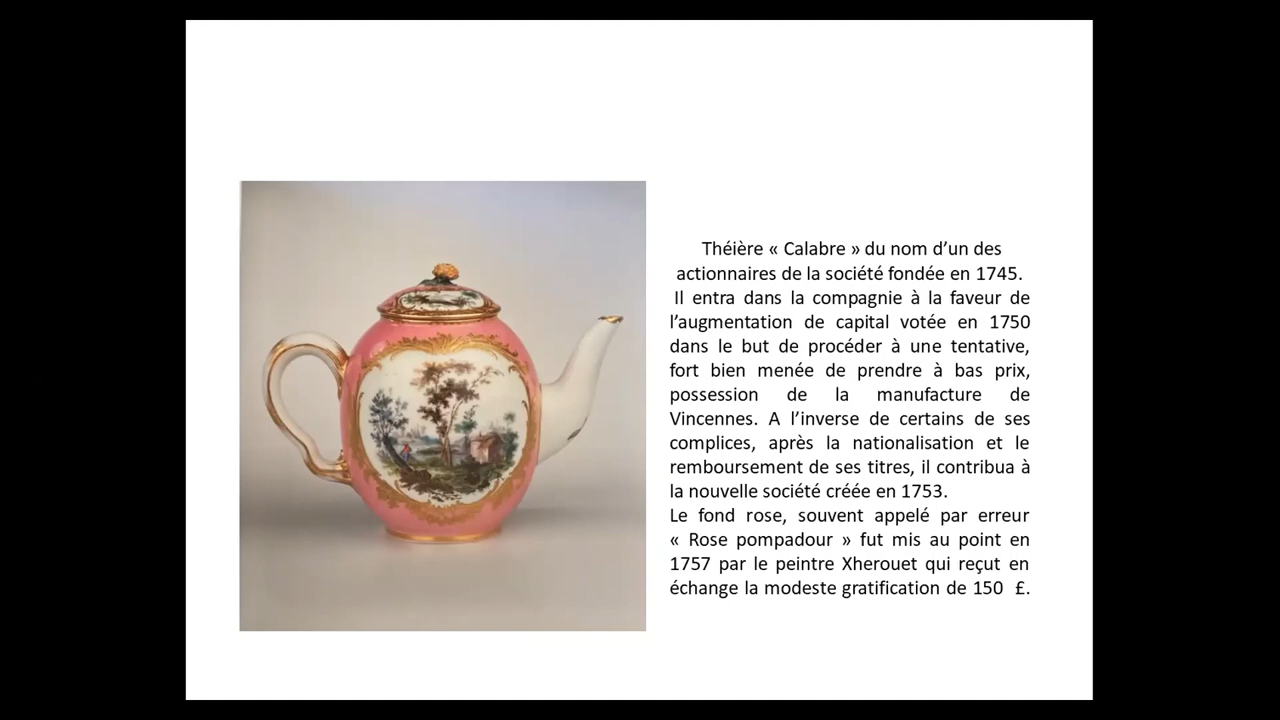 Théière « Calabre » du nom d’un des
actionnaires de la société fondée en 1745.
Il entra dans la compagnie à la faveur de
l’augmentation de capital votée en 1750
dans le but de procéder à une tentative,
fort bien menée de prendre à bas prix,
possession de la manufacture de
Vincennes. A l’inverse de certains de ses
complices, après la nationalisation et le
remboursement de ses titres, il contribua à
la nouvelle société créée en 1753.
Le fond rose, souvent appelé par erreur
« Rose pompadour » fut mis au point en
1757 par le peintre Xherouet qui reçut en
échange la modeste gratification de 150 £.